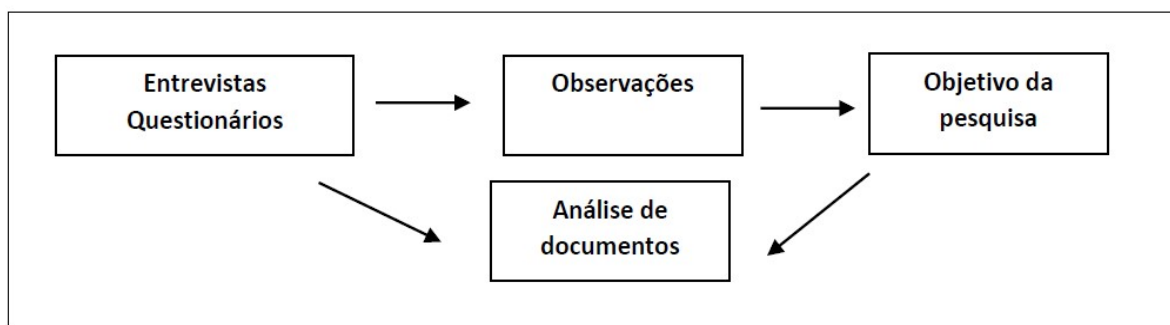 Entrevistas
Questionários
Observações
Objetivo da
pesquisa
Análise de
documentos